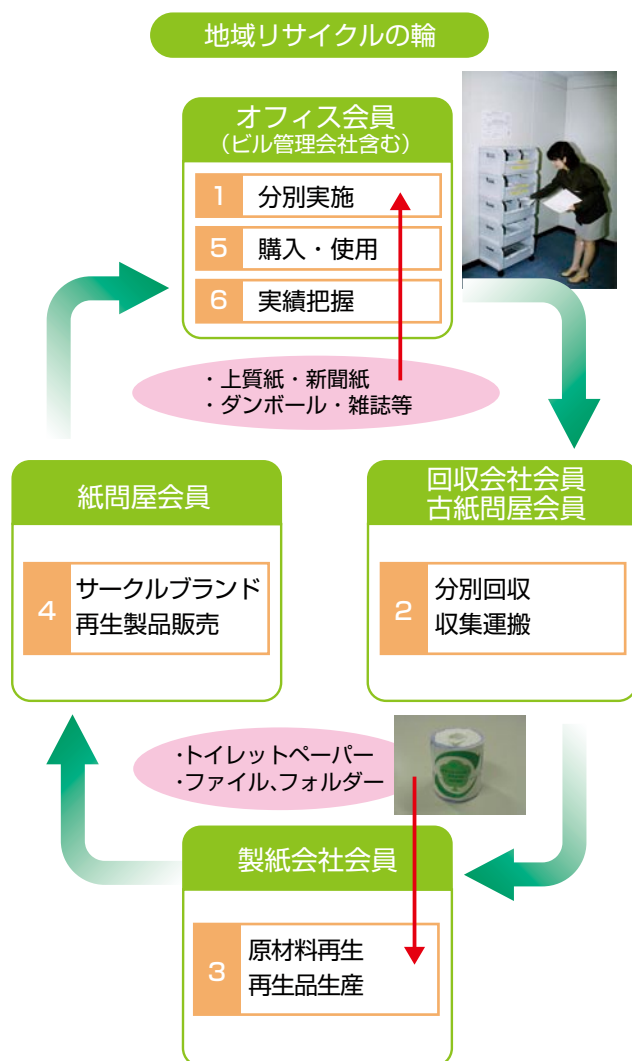 地域リサイクルの輪
オフィス会員
（ビル管理会社含む）
1 分別実施
5 購入・使用
6 実績把握
・上質紙・新聞紙
・ダンボール・雑誌等
紙問屋会員
4 サークルブランド
再生製品販売
回収会社会員
古紙問屋会員
2 分別回収
収集運搬
・トイレットペーパー
・ファイル、フォルダー
製紙会社会員
3 原材料再生
再生品生産